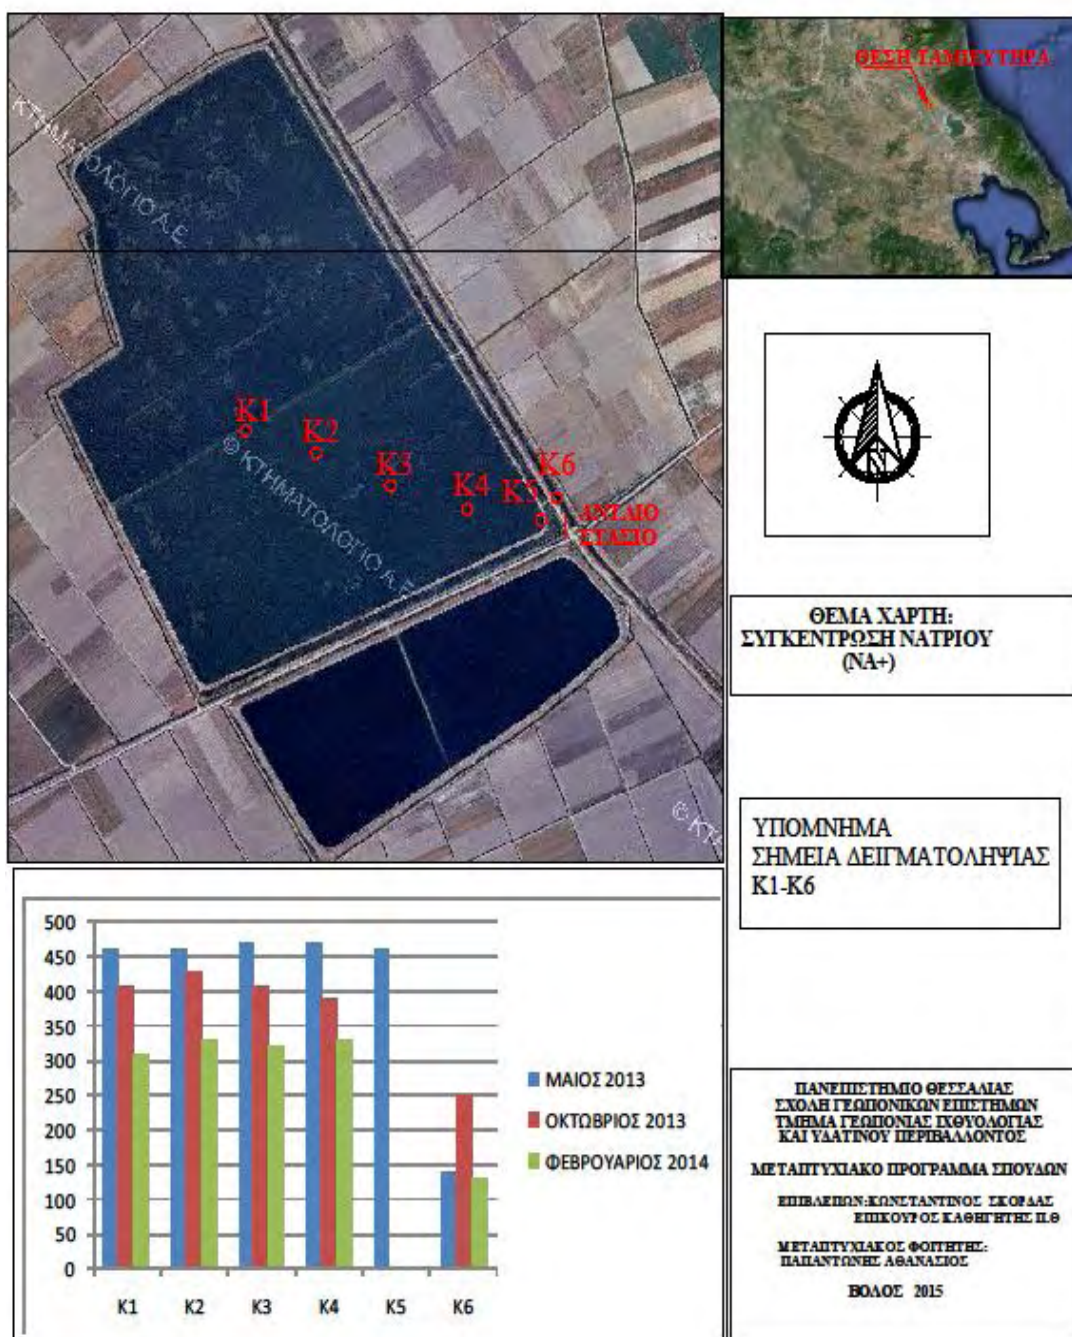 ΚΤΗΜΑΤΟΛΟΓΙΟ Α.Ε.
ΘΕΣΗ ΤΑΜΙΕΥΤΗΡΑ
K1
K2
K3
K4
K5
K6
ΑΝΤΛΙΟ
ΣΤΑΣΙΟ
© ΚΤΗΜΑΤΟΛΟΓΙΟ Α.Ε.
© ΚΤ
N
ΘΕΜΑ ΧΑΡΤΗ:
ΣΥΓΚΕΝΤΡΩΣΗ ΝΑΤΡΙΟΥ
(NA+)
ΥΠΟΜΝΗΜΑ
ΣΗΜΕΙΑ ΔΕΙΓΜΑΤΟΛΗΨΙΑΣ
K1-K6
500
450
400
350
300
250
200
150
100
50
0
K1 K2 K3 K4 K5 K6
ΜΑΙΟΣ 2013
ΟΚΤΩΒΡΙΟΣ 2013
ΦΕΒΡΟΥΑΡΙΟΣ 2014
ΠΑΝΕΠΙΣΤΗΜΙΟ ΘΕΣΣΑΛΙΑΣ
ΣΧΟΛΗ ΓΕΩΠΟΝΙΚΩΝ ΕΠΙΣΤΗΜΩΝ
ΤΜΗΜΑ ΓΕΩΠΟΝΙΑΣ ΙΧΘΥΟΛΟΓΙΑΣ
ΚΑΙ ΥΔΑΤΙΝΟΥ ΠΕΡΙΒΑΛΛΟΝΤΟΣ
ΜΕΤΑΠΤΥΧΙΑΚΟ ΠΡΟΓΡΑΜΜΑ ΣΠΟΥΔΩΝ
ΕΠΙΒΛΕΠΩΝ:ΚΩΝΣΤΑΝΤΙΝΟΣ ΣΚΟΡΔΑΣ
ΕΠΙΚΟΥΡΟΣ ΚΑΘΗΓΗΤΗΣ Π.Θ
ΜΕΤΑΠΤΥΧΙΑΚΟΣ ΦΟΙΤΗΤΗΣ:
ΠΑΠΑΝΤΩΝΗΣ ΑΘΑΝΑΣΙΟΣ
ΒΟΛΟΣ 2015